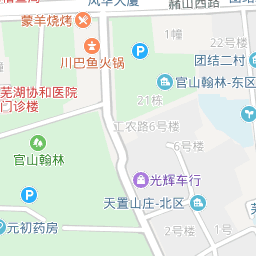 风华大厦
赭山西路
蒙羊烧烤
1幢
22号楼
川巴鱼火锅
团结二村
官山翰林-东区
芜湖协和医院
门诊楼
21栋
工农路6号楼
6号楼
官山翰林
光辉车行
天置山庄-北区
元初药房
2号楼
1号